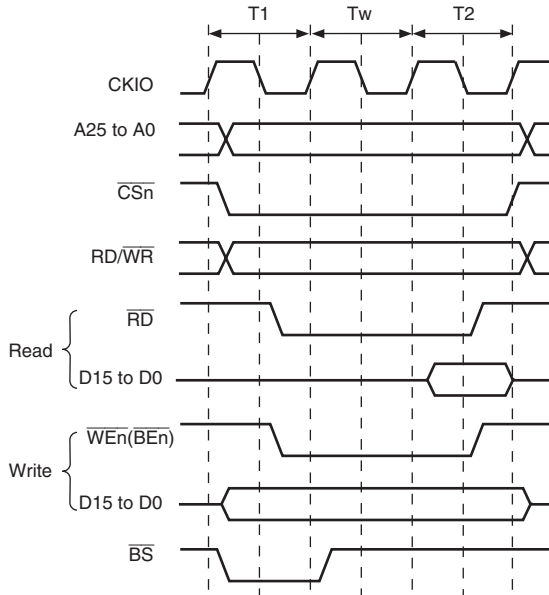 T1 Tw T2
CKIO
A25 to A0
CSn
RD/WR
RD
Read
D15 to D0
WEn(BEn)
Write
D15 to D0
BS